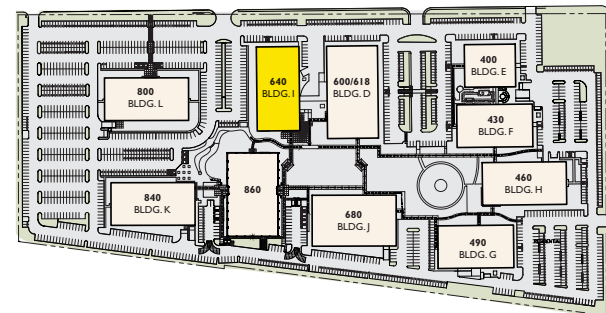 640
BLDG. I
600/618
BLDG. D
400
BLDG. E
800
BLDG. L
430
BLDG. F
860
460
BLDG. H
840
BLDG. K
680
BLDG. J
490
BLDG. G